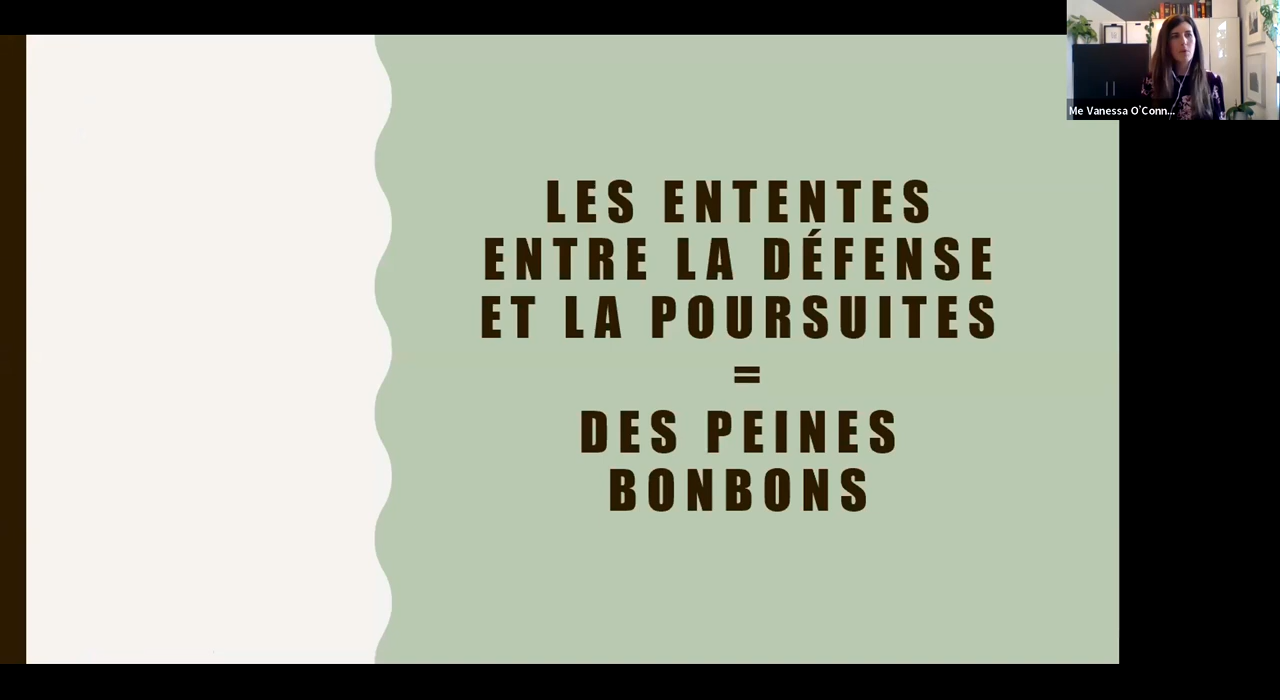 Me Vanessa O'Conn...
LES ENTENTES
ENTRE LA DÉFENSE
ET LA POURSUITES
=
DES PEINES
BONBONS